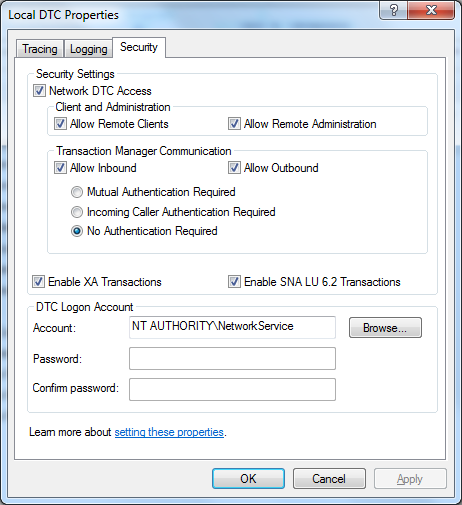 Local DTC Properties
Tracing Logging Security
Security Settings
Network DTC Access
Client and Administration
Allow Remote Clients Allow Remote Administration
Transaction Manager Communication
Allow Inbound Allow Outbound
Mutual Authentication Required
Incoming Caller Authentication Required
No Authentication Required
Enable XA Transactions Enable SNA LU 6.2 Transactions
DTC Logon Account
Account: NT AUTHORITY\NetworkService Browse...
Password:
Confirm password:
Learn more about setting these properties.
OK Cancel Apply